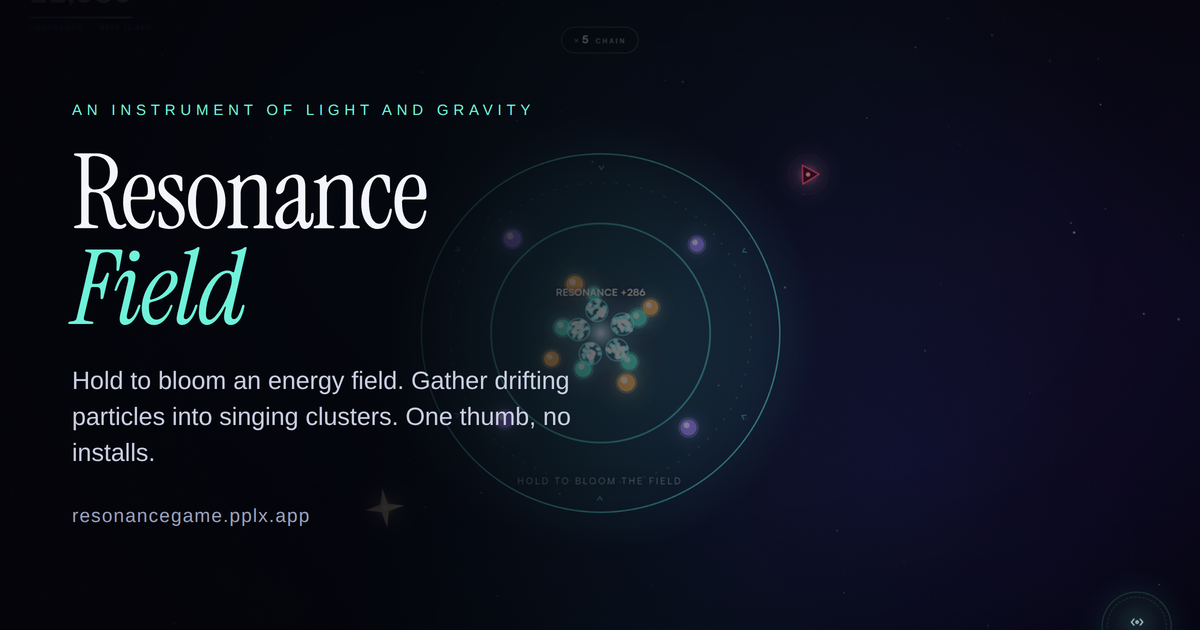 ×5 CHAIN
AN INSTRUMENT OF LIGHT AND GRAVITY
Resonance
Field
RESONANCE +286
Hold to bloom an energy field. Gather drifting
particles into singing clusters. One thumb, no
installs.
HOLD TO BLOOM THE FIELD
resonancegame.pplx.app